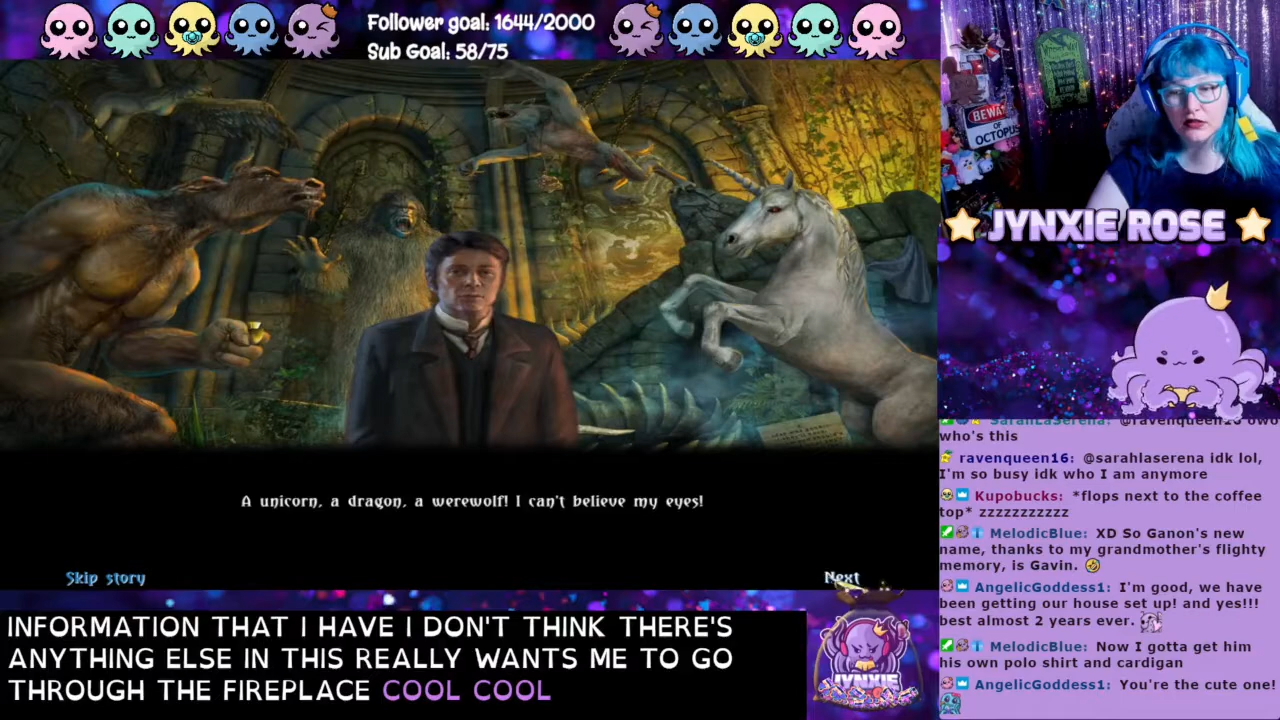 Follower goal: 1644/2000
Sub Goal: 58/75
BEWARE
OF
OCTOPUS
JYNXIE ROSE
A unicorn, a dragon, a werewolf! I can't believe my eyes!
Skip story
Next
INFORMATION THAT I HAVE I DON'T THINK THERE'S
ANYTHING ELSE IN THIS REALLY WANTS ME TO GO
THROUGH THE FIREPLACE COOL COOL
JYNXIE
SarahLaSerena: @ravenqueen16 owo
who's this
ravenqueen16: @sarahlaserena idk lol,
I'm so busy idk who I am anymore
Kupobucks: *flops next to the coffee
top* zzzzzzzzzzz
MelodicBlue: XD So Ganon's new
name, thanks to my grandmother's flighty
memory, is Gavin.
AngelicGoddess1: I'm good, we have
been getting our house set up! and yes!!!
best almost 2 years ever.
MelodicBlue: Now I gotta get him
his own polo shirt and cardigan
AngelicGoddess1: You're the cute one!